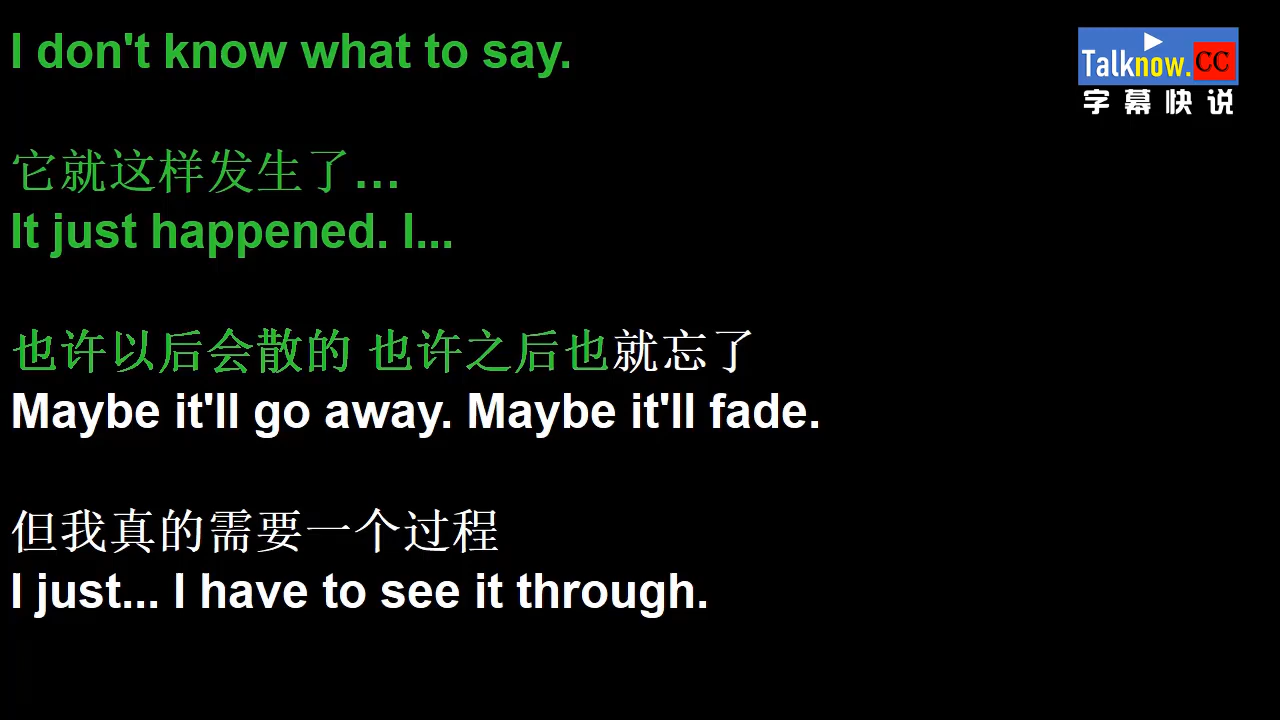 I don't know what to say.
Talknow.CC
字幕快说
它就这样发生了...
It just happened. I...
也许以后会散的 也许之后也就忘了
Maybe it'll go away. Maybe it'll fade.
但我真的需要一个过程
I just... I have to see it through.